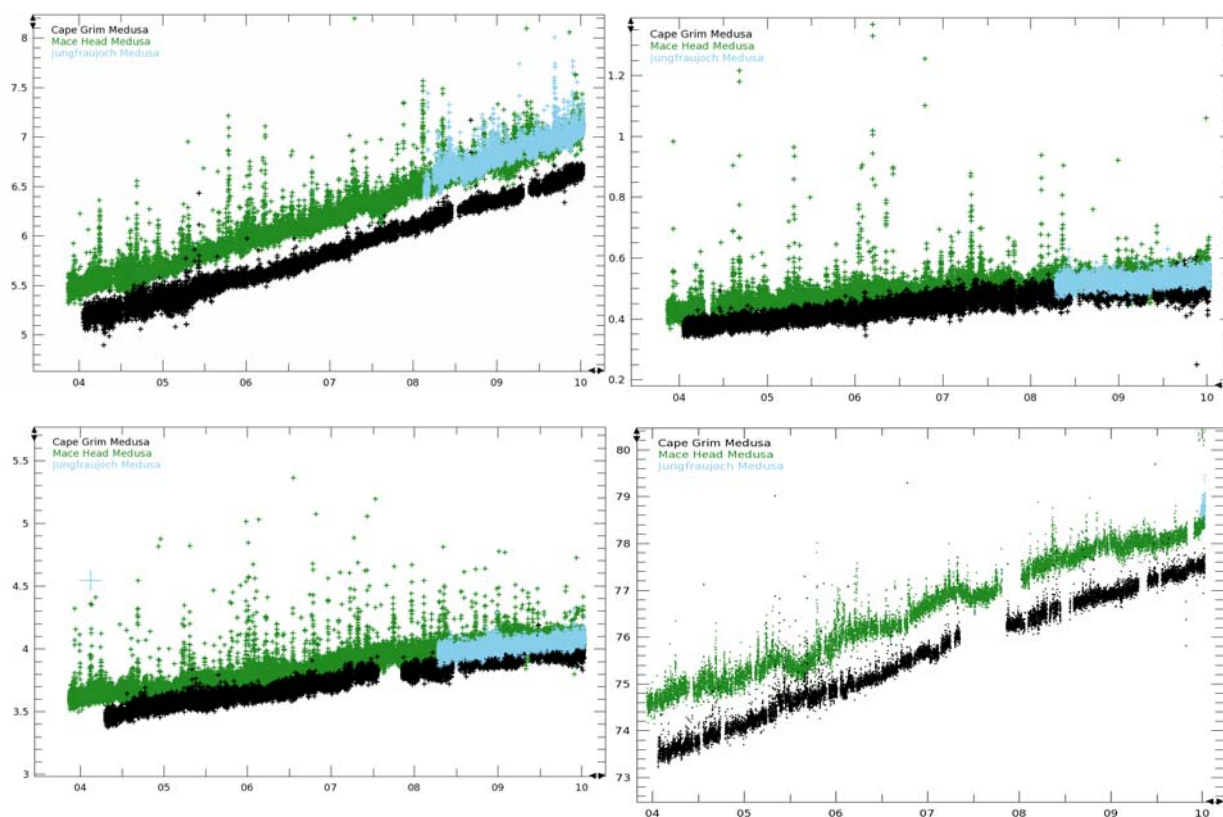 Cape Grim Medusa
Mace Head Medusa
Jungfraujoch Medusa
8
7.5
7
6.5
6
5.5
5
04 05 06 07 08 09 10
Cape Grim Medusa
Mace Head Medusa
Jungfraujoch Medusa
1.2
1
0.8
0.6
0.4
0.2
04 05 06 07 08 09 10
Cape Grim Medusa
Mace Head Medusa
Jungfraujoch Medusa
5.5
5
4.5
4
3.5
3
04 05 06 07 08 09 10
Cape Grim Medusa
Mace Head Medusa
Jungfraujoch Medusa
80
79
78
77
76
75
74
73
04 05 06 07 08 09 10